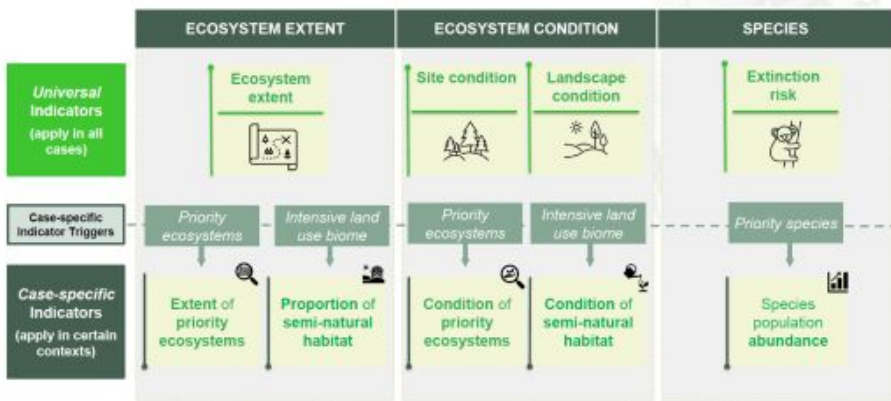 ECOSYSTEM EXTENT
ECOSYSTEM CONDITION
SPECIES
Universal
Indicators
(apply in all
cases)
Ecosystem
extent
Site condition
Landscape
condition
Extinction
risk
Case-specific
Indicator Triggers
Priority
ecosystems
Intensive land
use biome
Priority
ecosystems
Intensive land
use biome
Priority species
Case-specific
Indicators
(apply in certain
contexts)
Extent of
priority
ecosystems
Proportion of
semi-natural
habitat
Condition of
priority
ecosystems
Condition of
semi-natural
habitat
Species
population
abundance